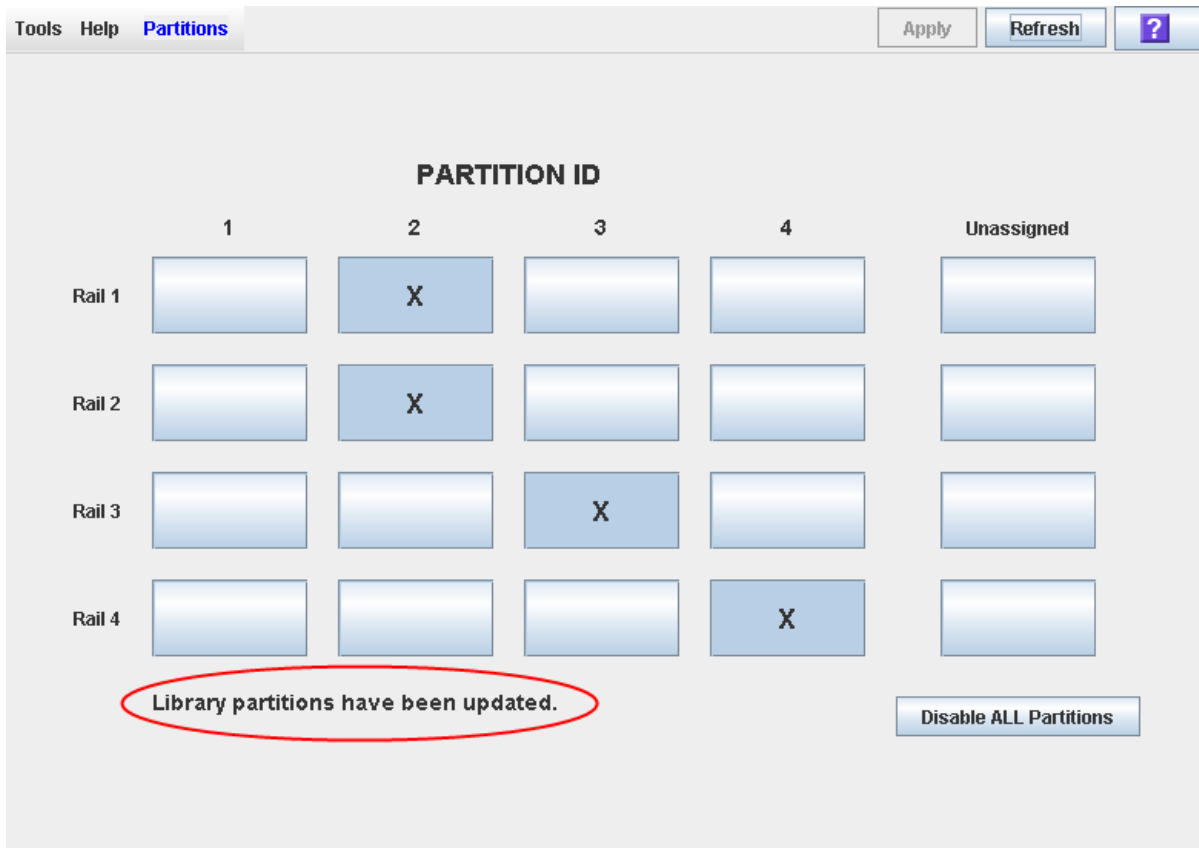 Tools Help Partitions Apply Refresh ?
PARTITION ID
1 2 3 4 Unassigned
Rail 1 X
Rail 2 X
Rail 3 X
Rail 4 X
Library partitions have been updated.
Disable ALL Partitions